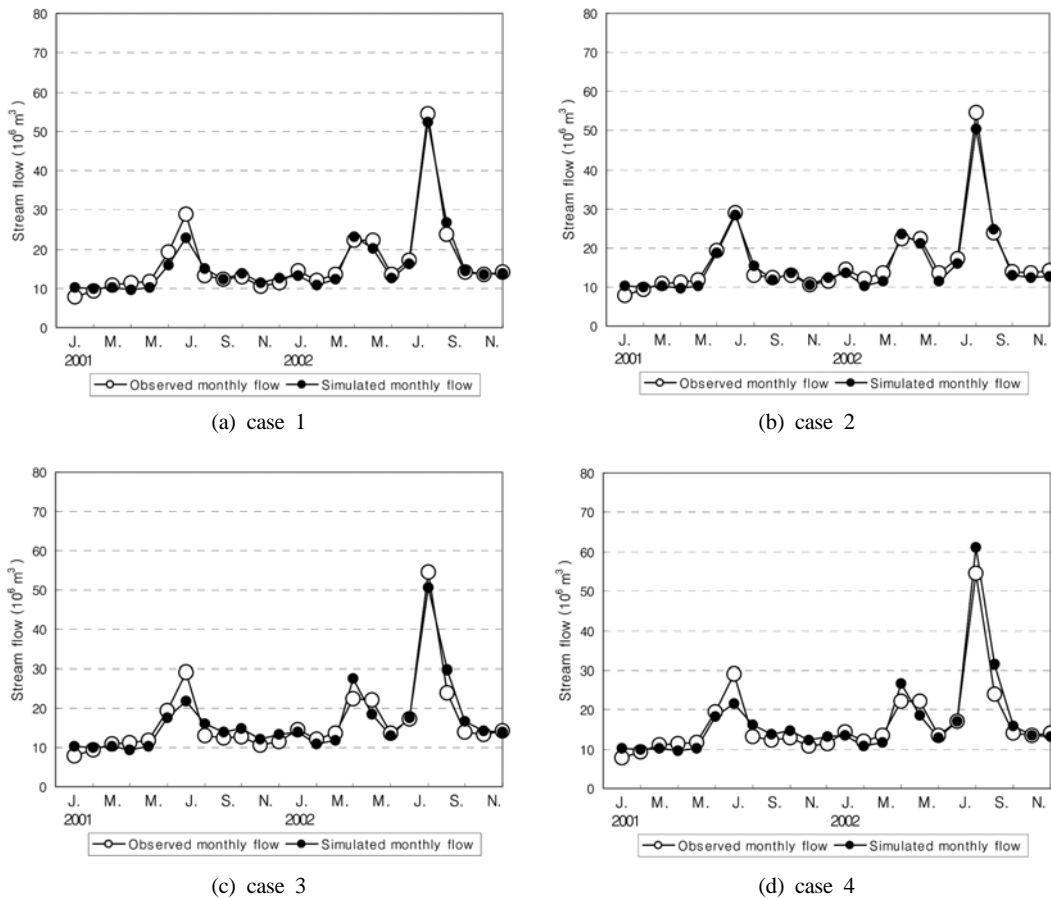 80
70
60
50
40
30
20
10
0
Stream flow (10⁶ m³)
J. M. M. J. S. N. J. M. M. J. S. N.
2001 2002
Observed monthly flow Simulated monthly flow
(a) case 1
80
70
60
50
40
30
20
10
0
Stream flow (10⁶ m³)
J. M. M. J. S. N. J. M. M. J. S. N.
2001 2002
Observed monthly flow Simulated monthly flow
(b) case 2
80
70
60
50
40
30
20
10
0
Stream flow (10⁶ m³)
J. M. M. J. S. N. J. M. M. J. S. N.
2001 2002
Observed monthly flow Simulated monthly flow
(c) case 3
80
70
60
50
40
30
20
10
0
Stream flow (10⁶ m³)
J. M. M. J. S. N. J. M. M. J. S. N.
2001 2002
Observed monthly flow Simulated monthly flow
(d) case 4